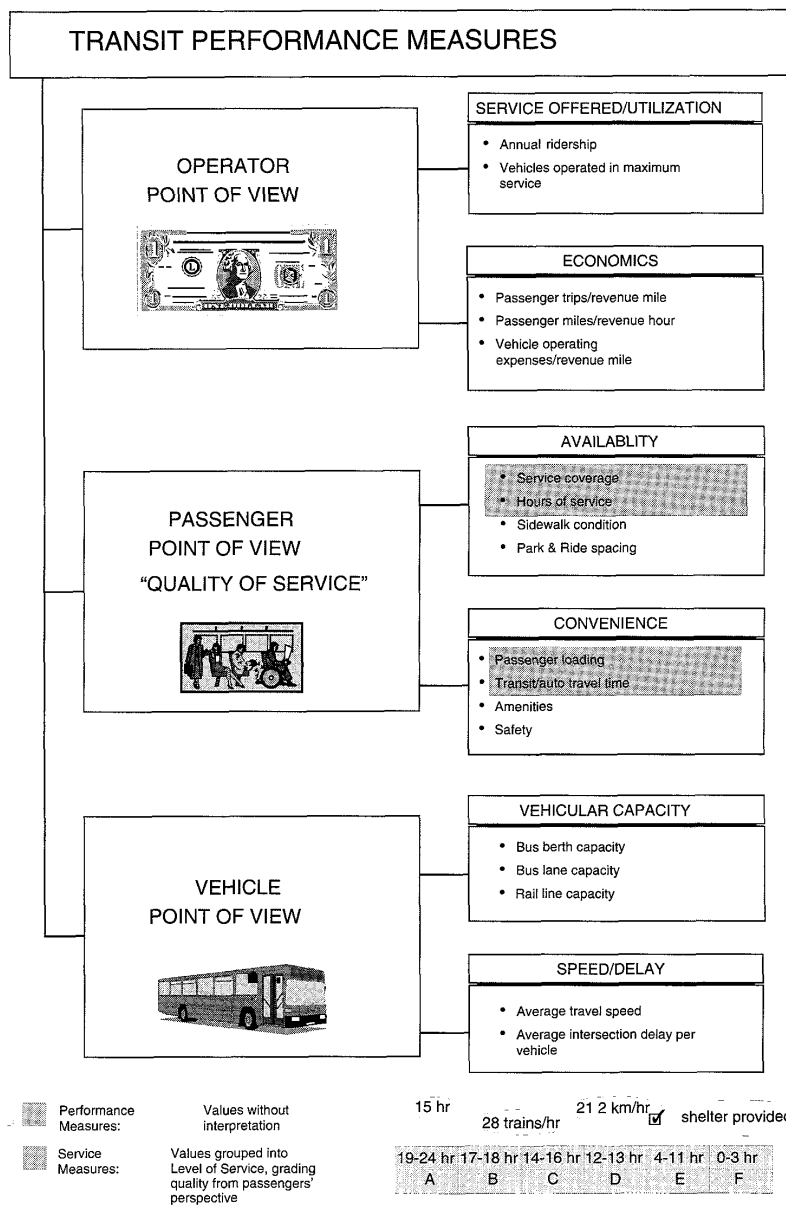 TRANSIT PERFORMANCE MEASURES
OPERATOR
POINT OF VIEW
1
1
1
1
SERVICE OFFERED/UTILIZATION
• Annual ridership
• Vehicles operated in maximum
service
ECONOMICS
• Passenger trips/revenue mile
• Passenger miles/revenue hour
• Vehicle operating
expenses/revenue mile
PASSENGER
POINT OF VIEW
“QUALITY OF SERVICE”
AVAILABLITY
• Service coverage
• Hours of service
• Sidewalk condition
• Park & Ride spacing
CONVENIENCE
• Passenger loading
• Transit/auto travel time
• Amenities
• Safety
VEHICLE
POINT OF VIEW
VEHICULAR CAPACITY
• Bus berth capacity
• Bus lane capacity
• Rail line capacity
SPEED/DELAY
• Average travel speed
• Average intersection delay per
vehicle
Performance
Measures:
Values without
interpretation
15 hr
28 trains/hr
21 2 km/hr
shelter provided
Service
Measures:
Values grouped into
Level of Service, grading
quality from passengers’
perspective
19-24 hr 17-18 hr 14-16 hr 12-13 hr 4-11 hr 0-3 hr
A B C D E F